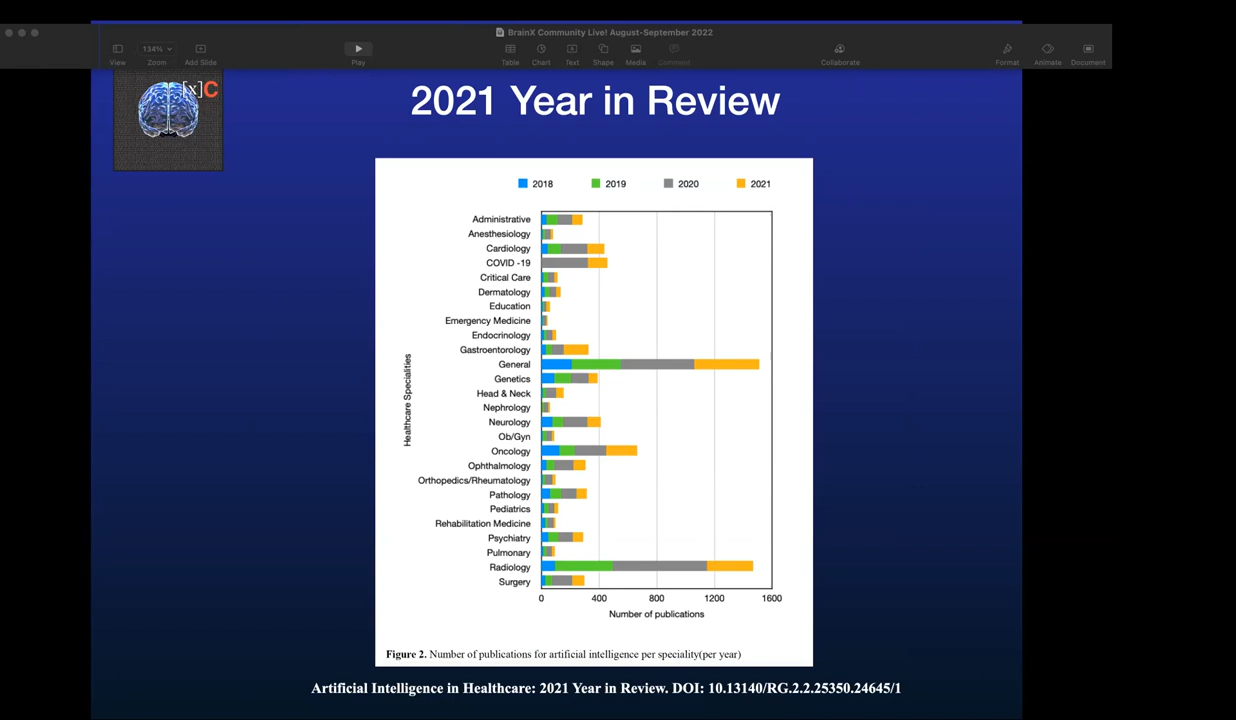 BrainX Community Live! August-September 2022
134%
View
Zoom
Add Slide
Play
Table
Chart
Text
Shape
Media
Comment
Collaborate
Format
Animate
Document
[x]C
2021 Year in Review
2018
2019
2020
2021
Administrative
Anesthesiology
Cardiology
COVID -19
Critical Care
Dermatology
Education
Emergency Medicine
Endocrinology
Gastroentorology
General
Genetics
Head & Neck
Nephrology
Neurology
Ob/Gyn
Oncology
Ophthalmology
Orthopedics/Rheumatology
Pathology
Pediatrics
Rehabilitation Medicine
Psychiatry
Pulmonary
Radiology
Surgery
Healthcare Specialities
0
400
800
1200
1600
Number of publications
Figure 2. Number of publications for artificial intelligence per speciality(per year)
Artificial Intelligence in Healthcare: 2021 Year in Review. DOI: 10.13140/RG.2.2.25350.24645/1